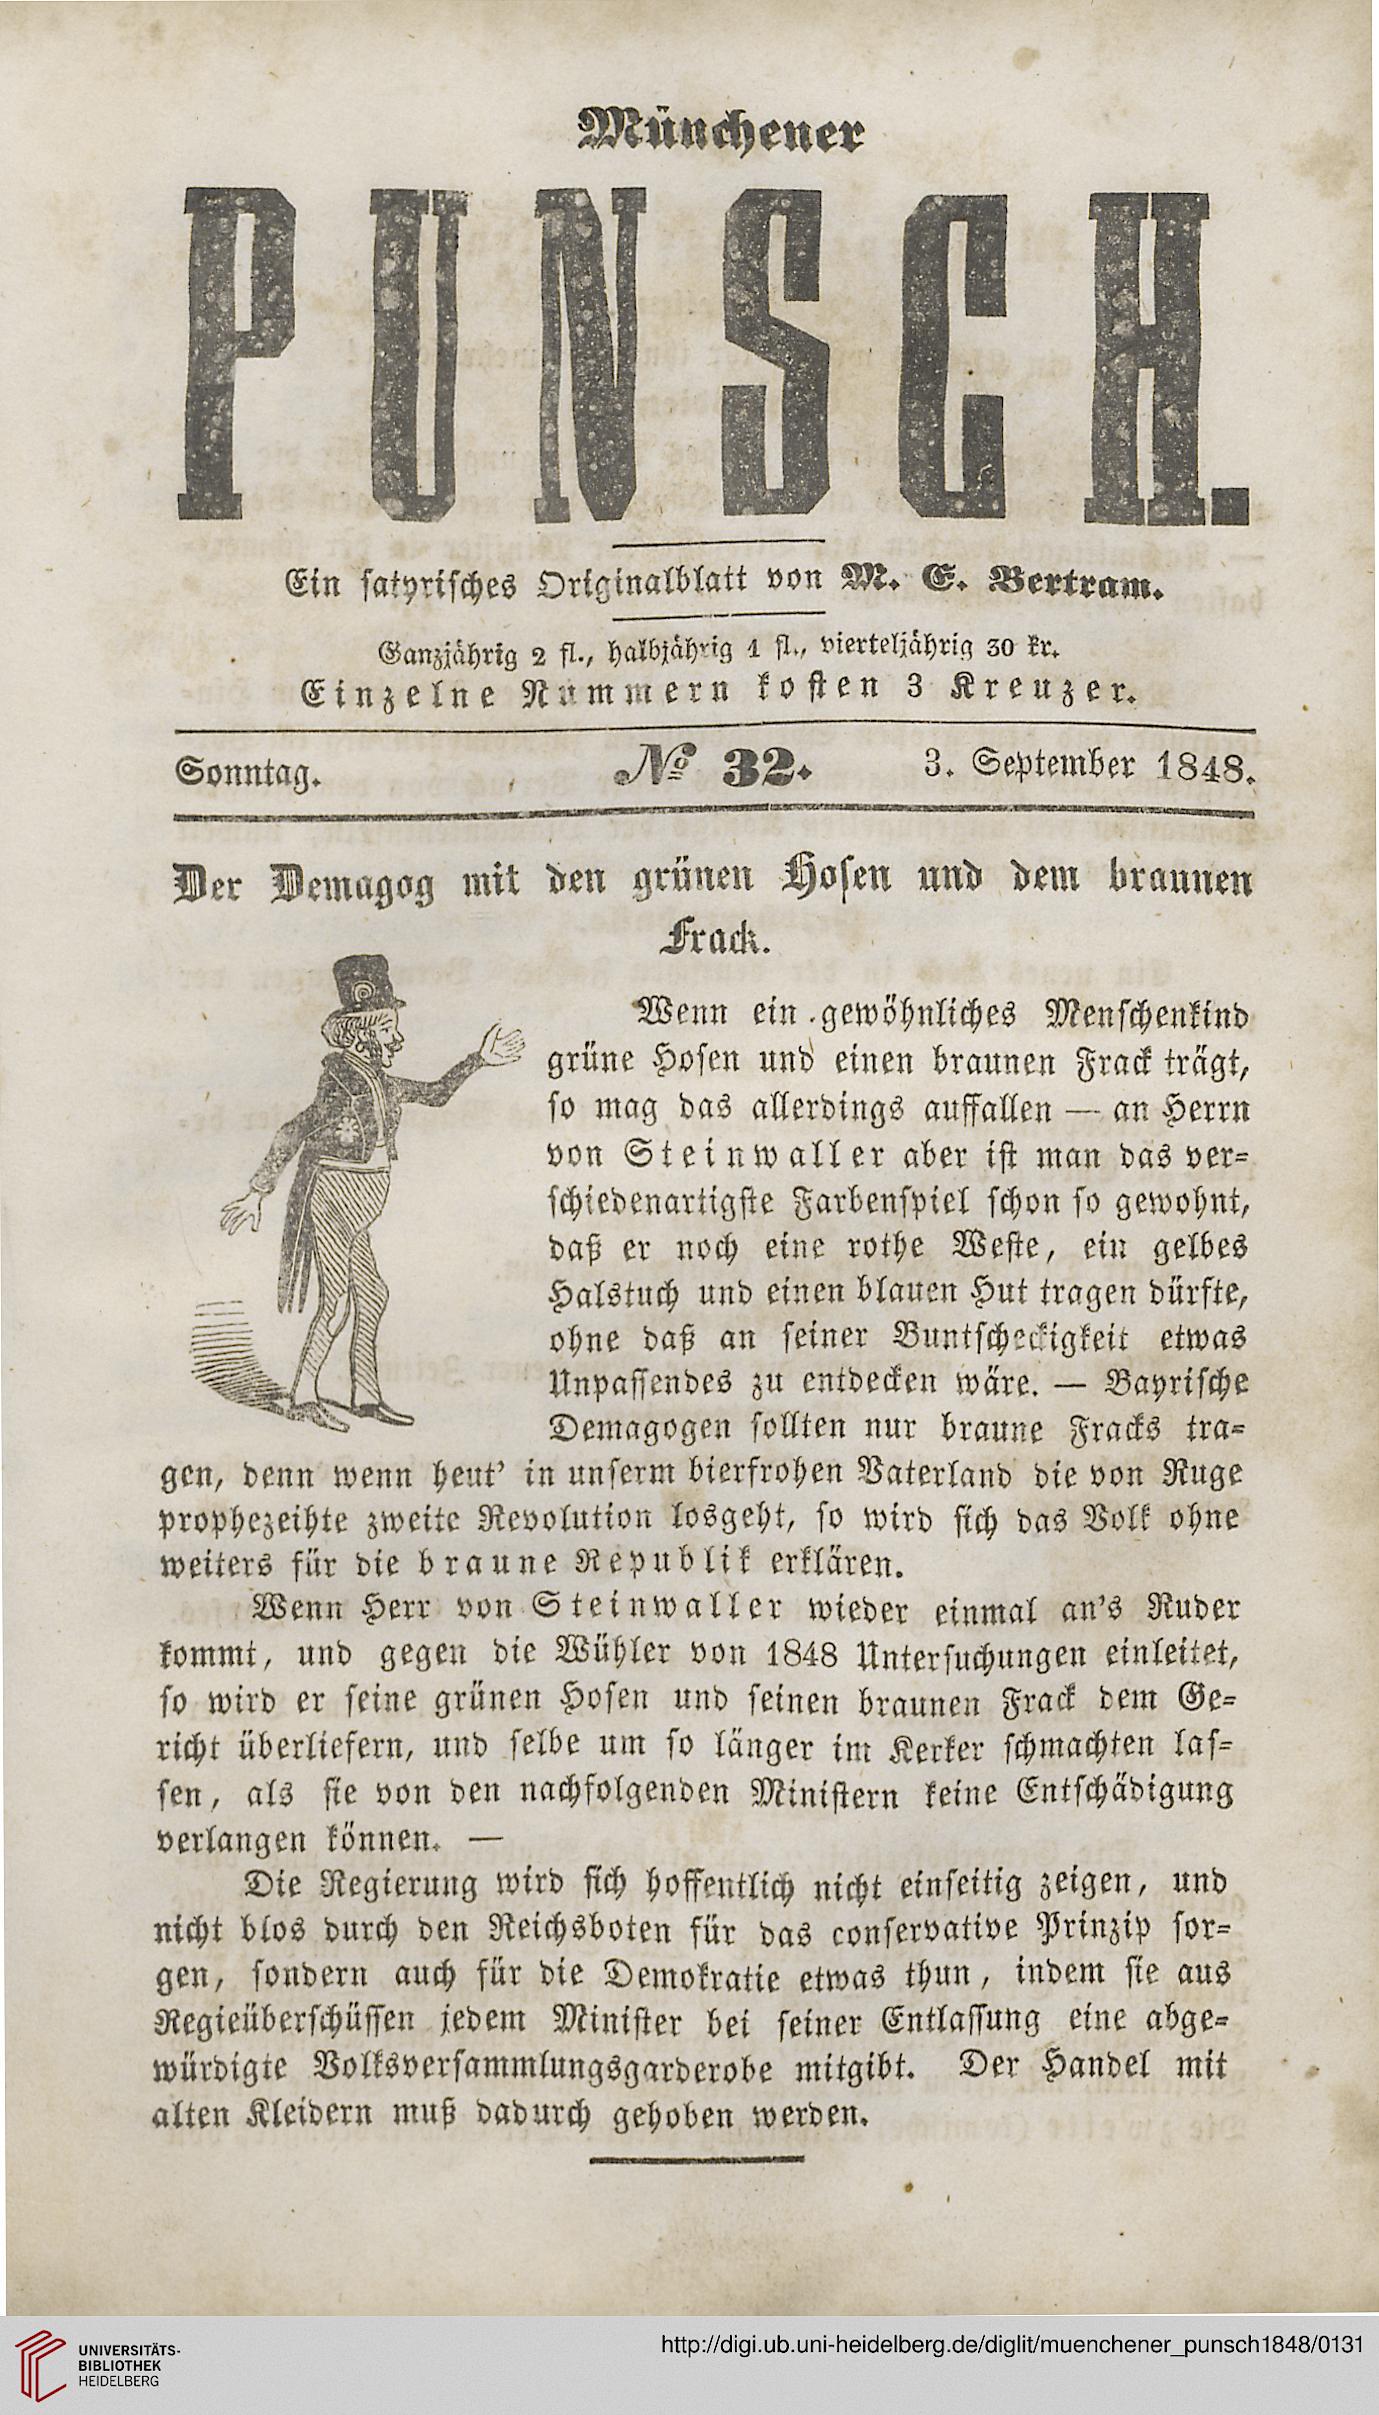 Münchener
PUNSCH.
Ein satyrisches Originalblatt von M. E. Bertram.
Ganzjährig 2 fl., halbjährig 1 fl., vierteljährig 30 kr.
Einzelne Nummern kosten 3 Kreuzer.
Sonntag. № 32. 3. September 1848.
Der Demagog mit den grünen Hosen und dem braunen
Frack.
Wenn ein gewöhnliches Menschenkind
grüne Hosen und einen braunen Frack trägt,
so mag das allerdings auffallen — an Herrn
von Steinwaller aber ist man das ver-
schiedenartigste Farbenspiel schon so gewohnt,
daß er noch eine rothe Weste, ein gelbes
Halstuch und einen blauen Hut tragen dürfte,
ohne daß an seiner Buntscheckigkeit etwas
Unpassendes zu entdecken wäre. — Bayrische
Demagogen sollten nur braune Fracks tra-
gen, denn wenn heut' in unserm bierfrohen Vaterland die von Ruge
prophezeihte zweite Revolution losgeht, so wird sich das Volk ohne
weiters für die braune Republik erklären.
Wenn Herr von Steinwaller wieder einmal an's Ruder
kommt, und gegen die Wühler von 1848 Untersuchungen einleitet,
so wird er seine grünen Hosen und seinen braunen Frack dem Ge-
richt überliefern, und selbe um so länger im Kerker schmachten las-
sen, als sie von den nachfolgenden Ministern keine Entschädigung
verlangen können. —
Die Regierung wird sich hoffentlich nicht einseitig zeigen, und
nicht blos durch den Reichsboten für das conservative Prinzip sor-
gen, sondern auch für die Demokratie etwas thun, indem sie aus
Regieüberschüssen jedem Minister bei seiner Entlassung eine abge-
würdigte Volksversammlungsgarderobe mitgibt. Der Handel mit
alten Kleidern muß dadurch gehoben werden.
UNIVERSITÄTS-
BIBLIOTHEK
HEIDELBERG
http://digi.ub.uni-heidelberg.de/diglit/muenchener_punsch1848/0131